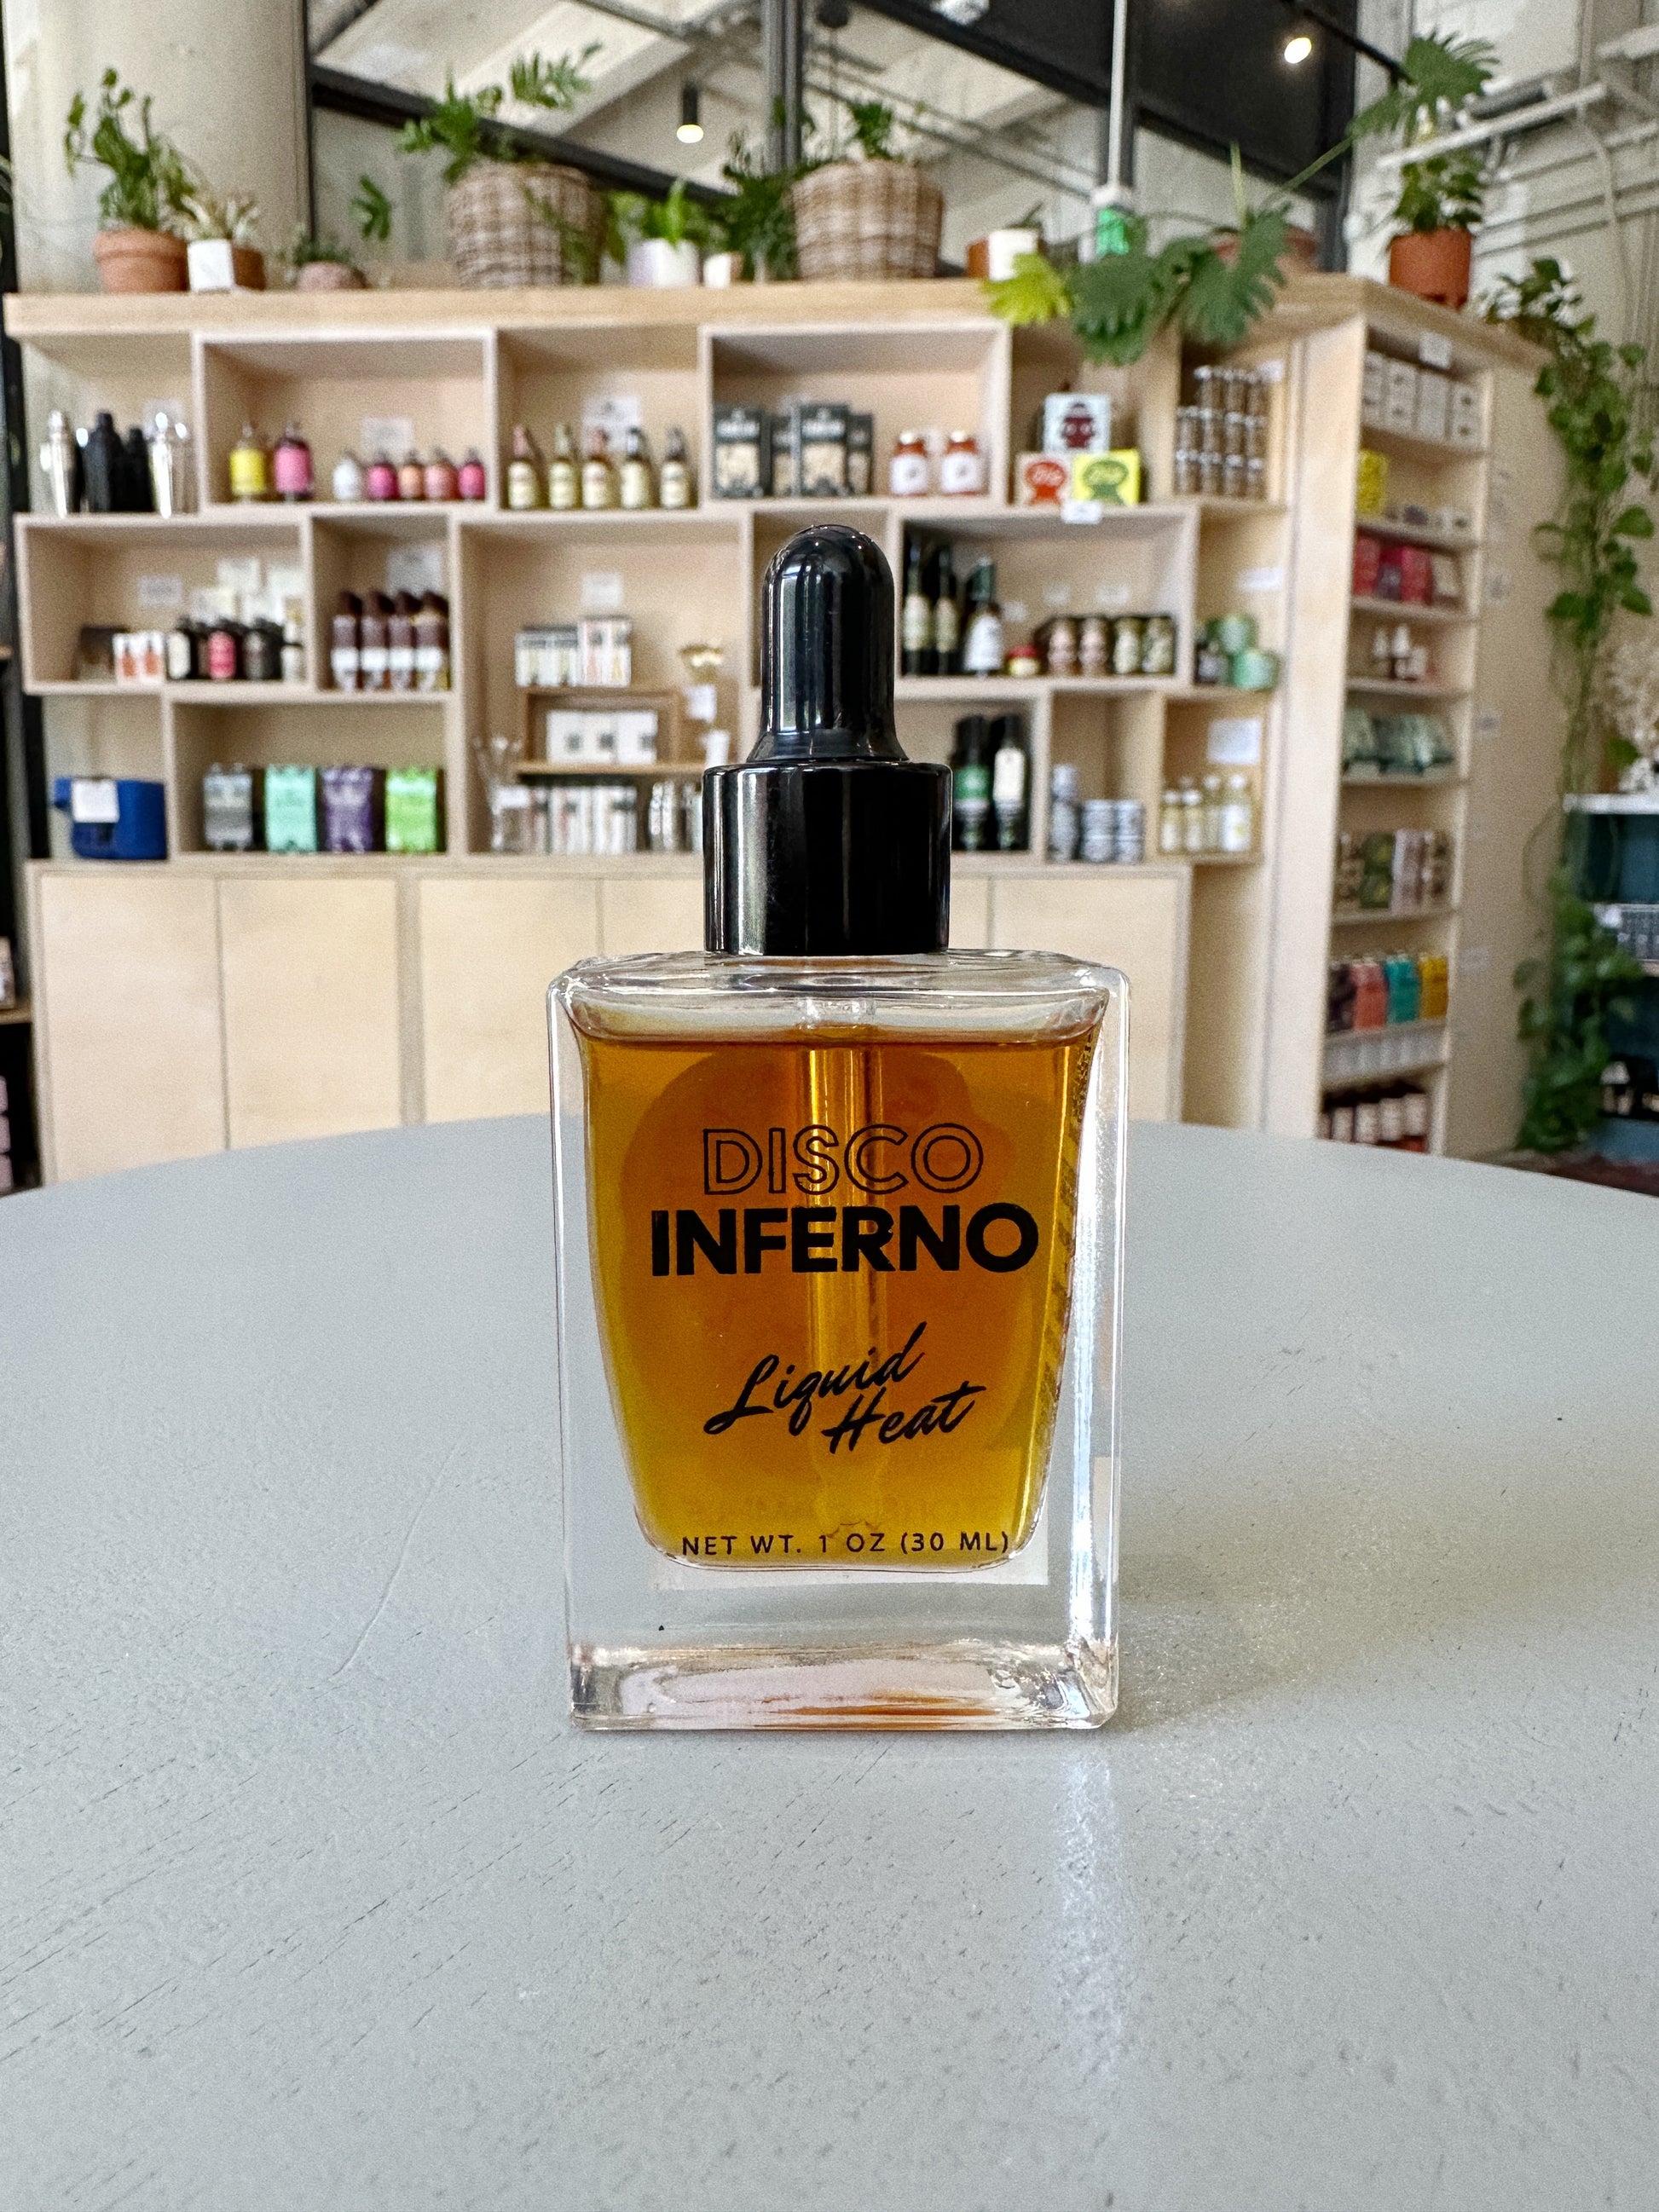 DISCO
INFERNO
Liquid
Heat
NET WT. 1 OZ (30 ML)